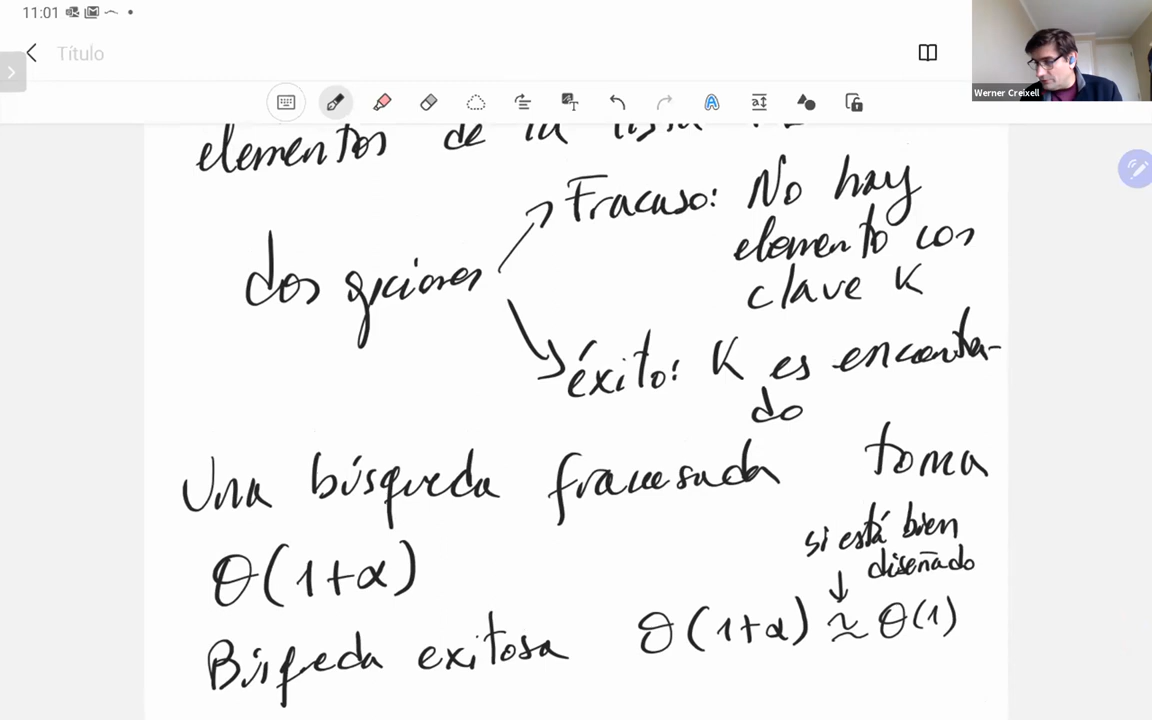 11:01
Título
Werner Creixell
elementos de la lista
Fracaso: No hay
elemento con
clave K
dos opciones
éxito: K es encontra-
do
Una búsqueda fracasada toma
si está bien
diseñado
Θ(1+α)
Búsqueda exitosa Θ(1+α) ≃ Θ(1)